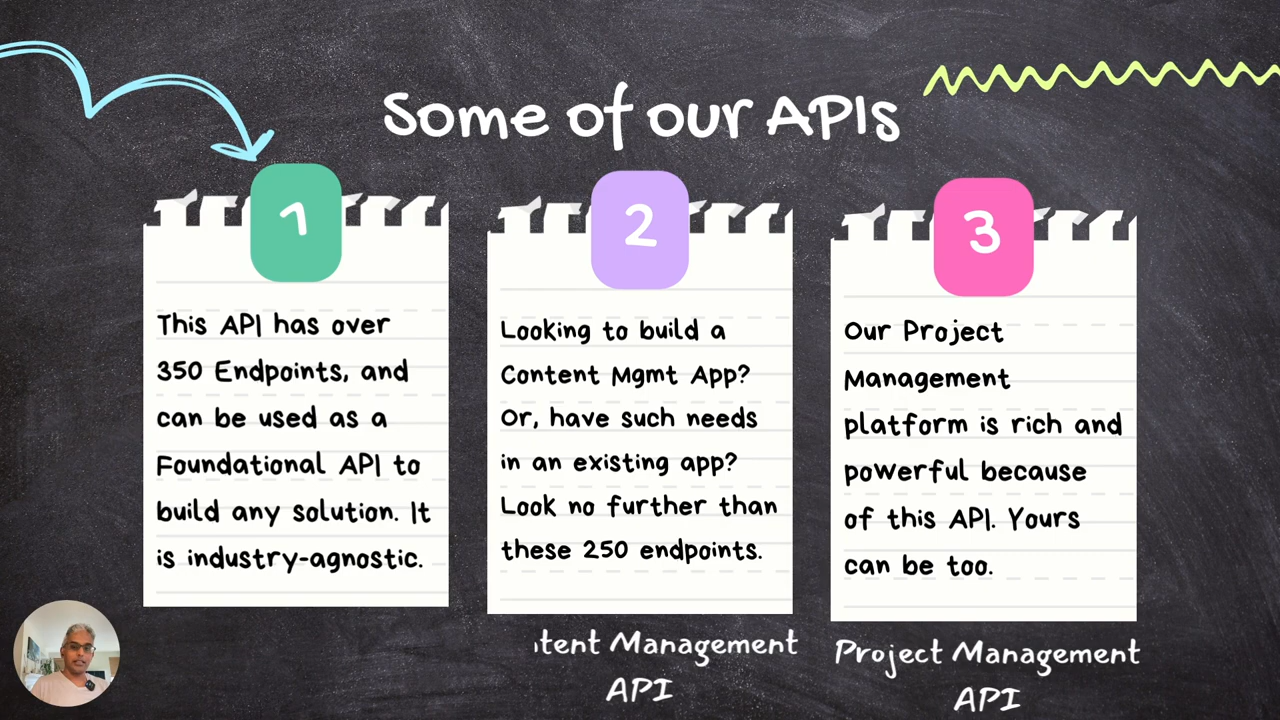 Some of our APIs
1
This API has over
350 Endpoints, and
can be used as a
Foundational API to
build any solution. It
is industry-agnostic.
2
Looking to build a
Content Mgmt App?
Or, have such needs
in an existing app?
Look no further than
these 250 endpoints.
tent Management
API
3
Our Project
Management
platform is rich and
powerful because
of this API. Yours
can be too.
Project Management
API